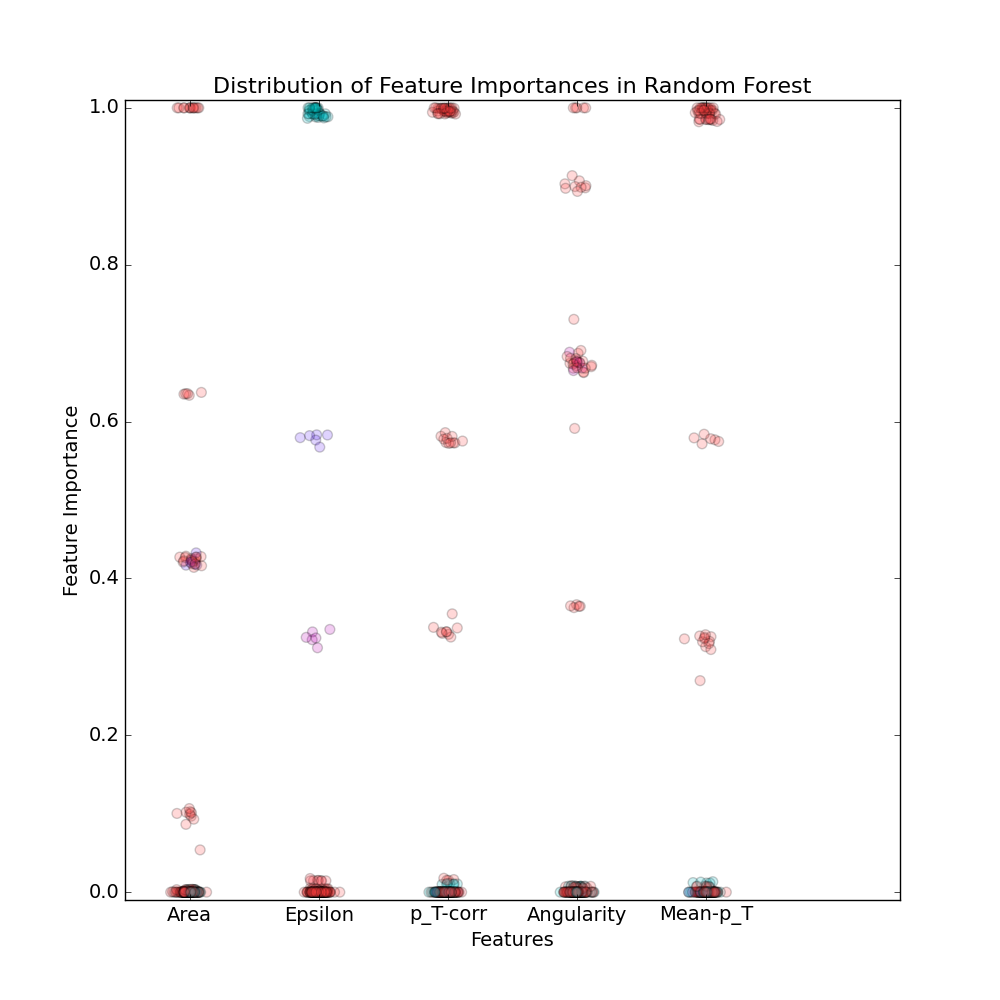 Distribution of Feature Importances in Random Forest
1.0
0.8
0.6
0.4
0.2
0.0
Feature Importance
Area Epsilon p_T-corr Angularity Mean-p_T
Features